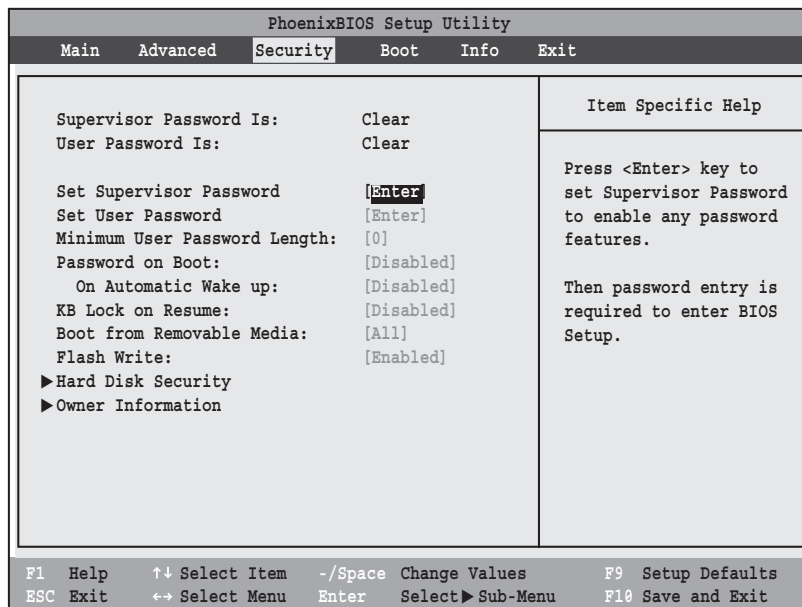 PhoenixBIOS Setup Utility
Main Advanced Security Boot Info Exit
Supervisor Password Is: Clear
User Password Is: Clear
Set Supervisor Password [Enter]
Set User Password [Enter]
Minimum User Password Length: [0]
Password on Boot: [Disabled]
On Automatic Wake up: [Disabled]
KB Lock on Resume: [Disabled]
Boot from Removable Media: [All]
Flash Write: [Enabled]
▶Hard Disk Security
▶Owner Information
Item Specific Help
Press <Enter> key to
set Supervisor Password
to enable any password
features.
Then password entry is
required to enter BIOS
Setup.
F1 Help ↑↓ Select Item -/Space Change Values F9 Setup Defaults
ESC Exit ←→ Select Menu Enter Select▶Sub-Menu F10 Save and Exit